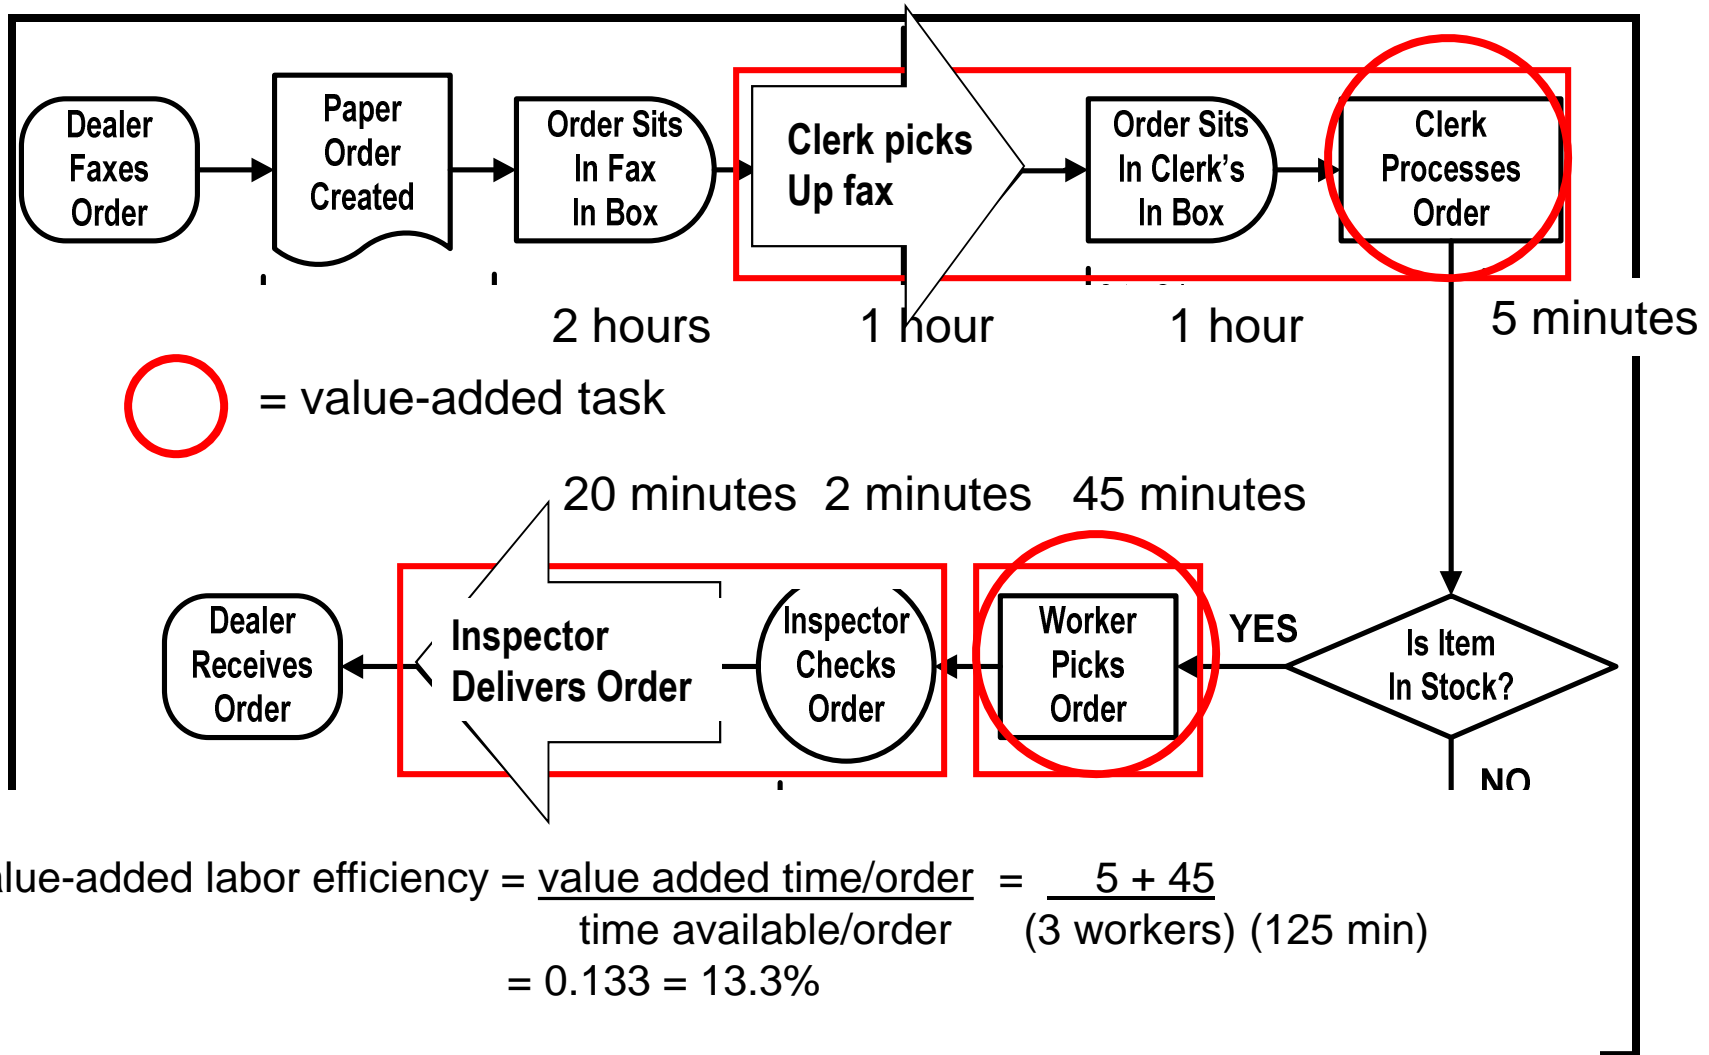 Dealer
Faxes
Order
Paper
Order
Created
Order Sits
In Fax
In Box
Clerk picks
Up fax
Order Sits
In Clerk's
In Box
Clerk
Processes
Order
2 hours
1 hour
1 hour
5 minutes
= value-added task
20 minutes 2 minutes 45 minutes
Dealer
Receives
Order
Inspector
Delivers Order
Inspector
Checks
Order
Worker
Picks
Order
YES
Is Item
In Stock?
NO
alue-added labor efficiency = value added time/order = 5 + 45
time available/order (3 workers) (125 min)
= 0.133 = 13.3%